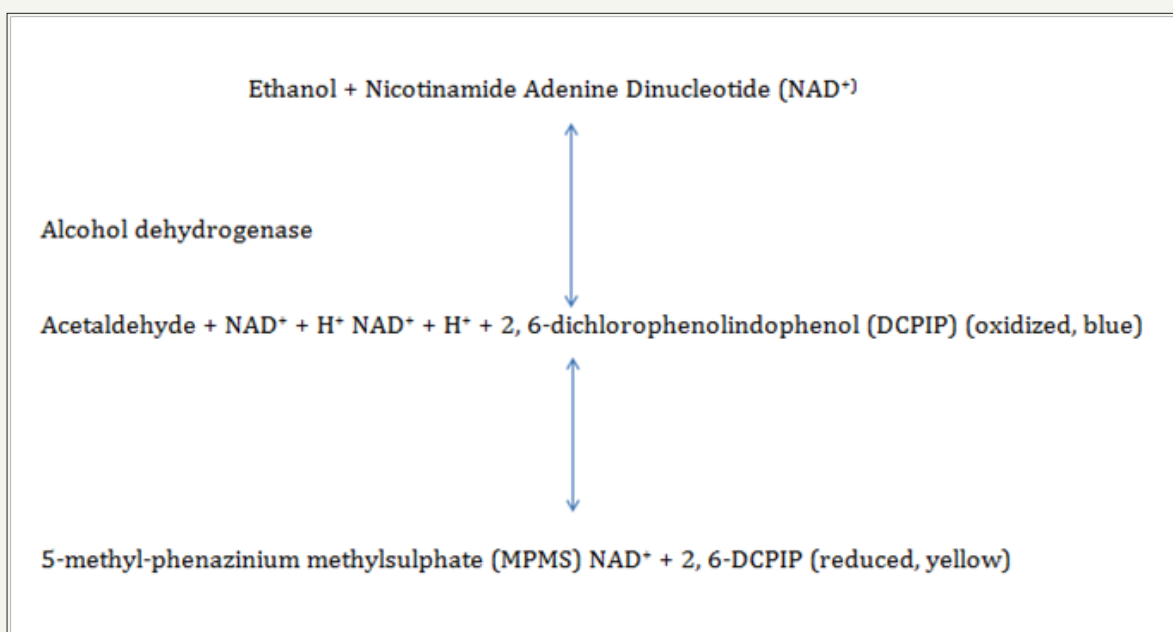 Ethanol + Nicotinamide Adenine Dinucleotide (NAD⁺⁾
Alcohol dehydrogenase
Acetaldehyde + NAD⁺ + H⁺ NAD⁺ + H⁺ + 2, 6-dichlorophenolindophenol (DCPIP) (oxidized, blue)
5-methyl-phenazinium methylsulphate (MPMS) NAD⁺ + 2, 6-DCPIP (reduced, yellow)